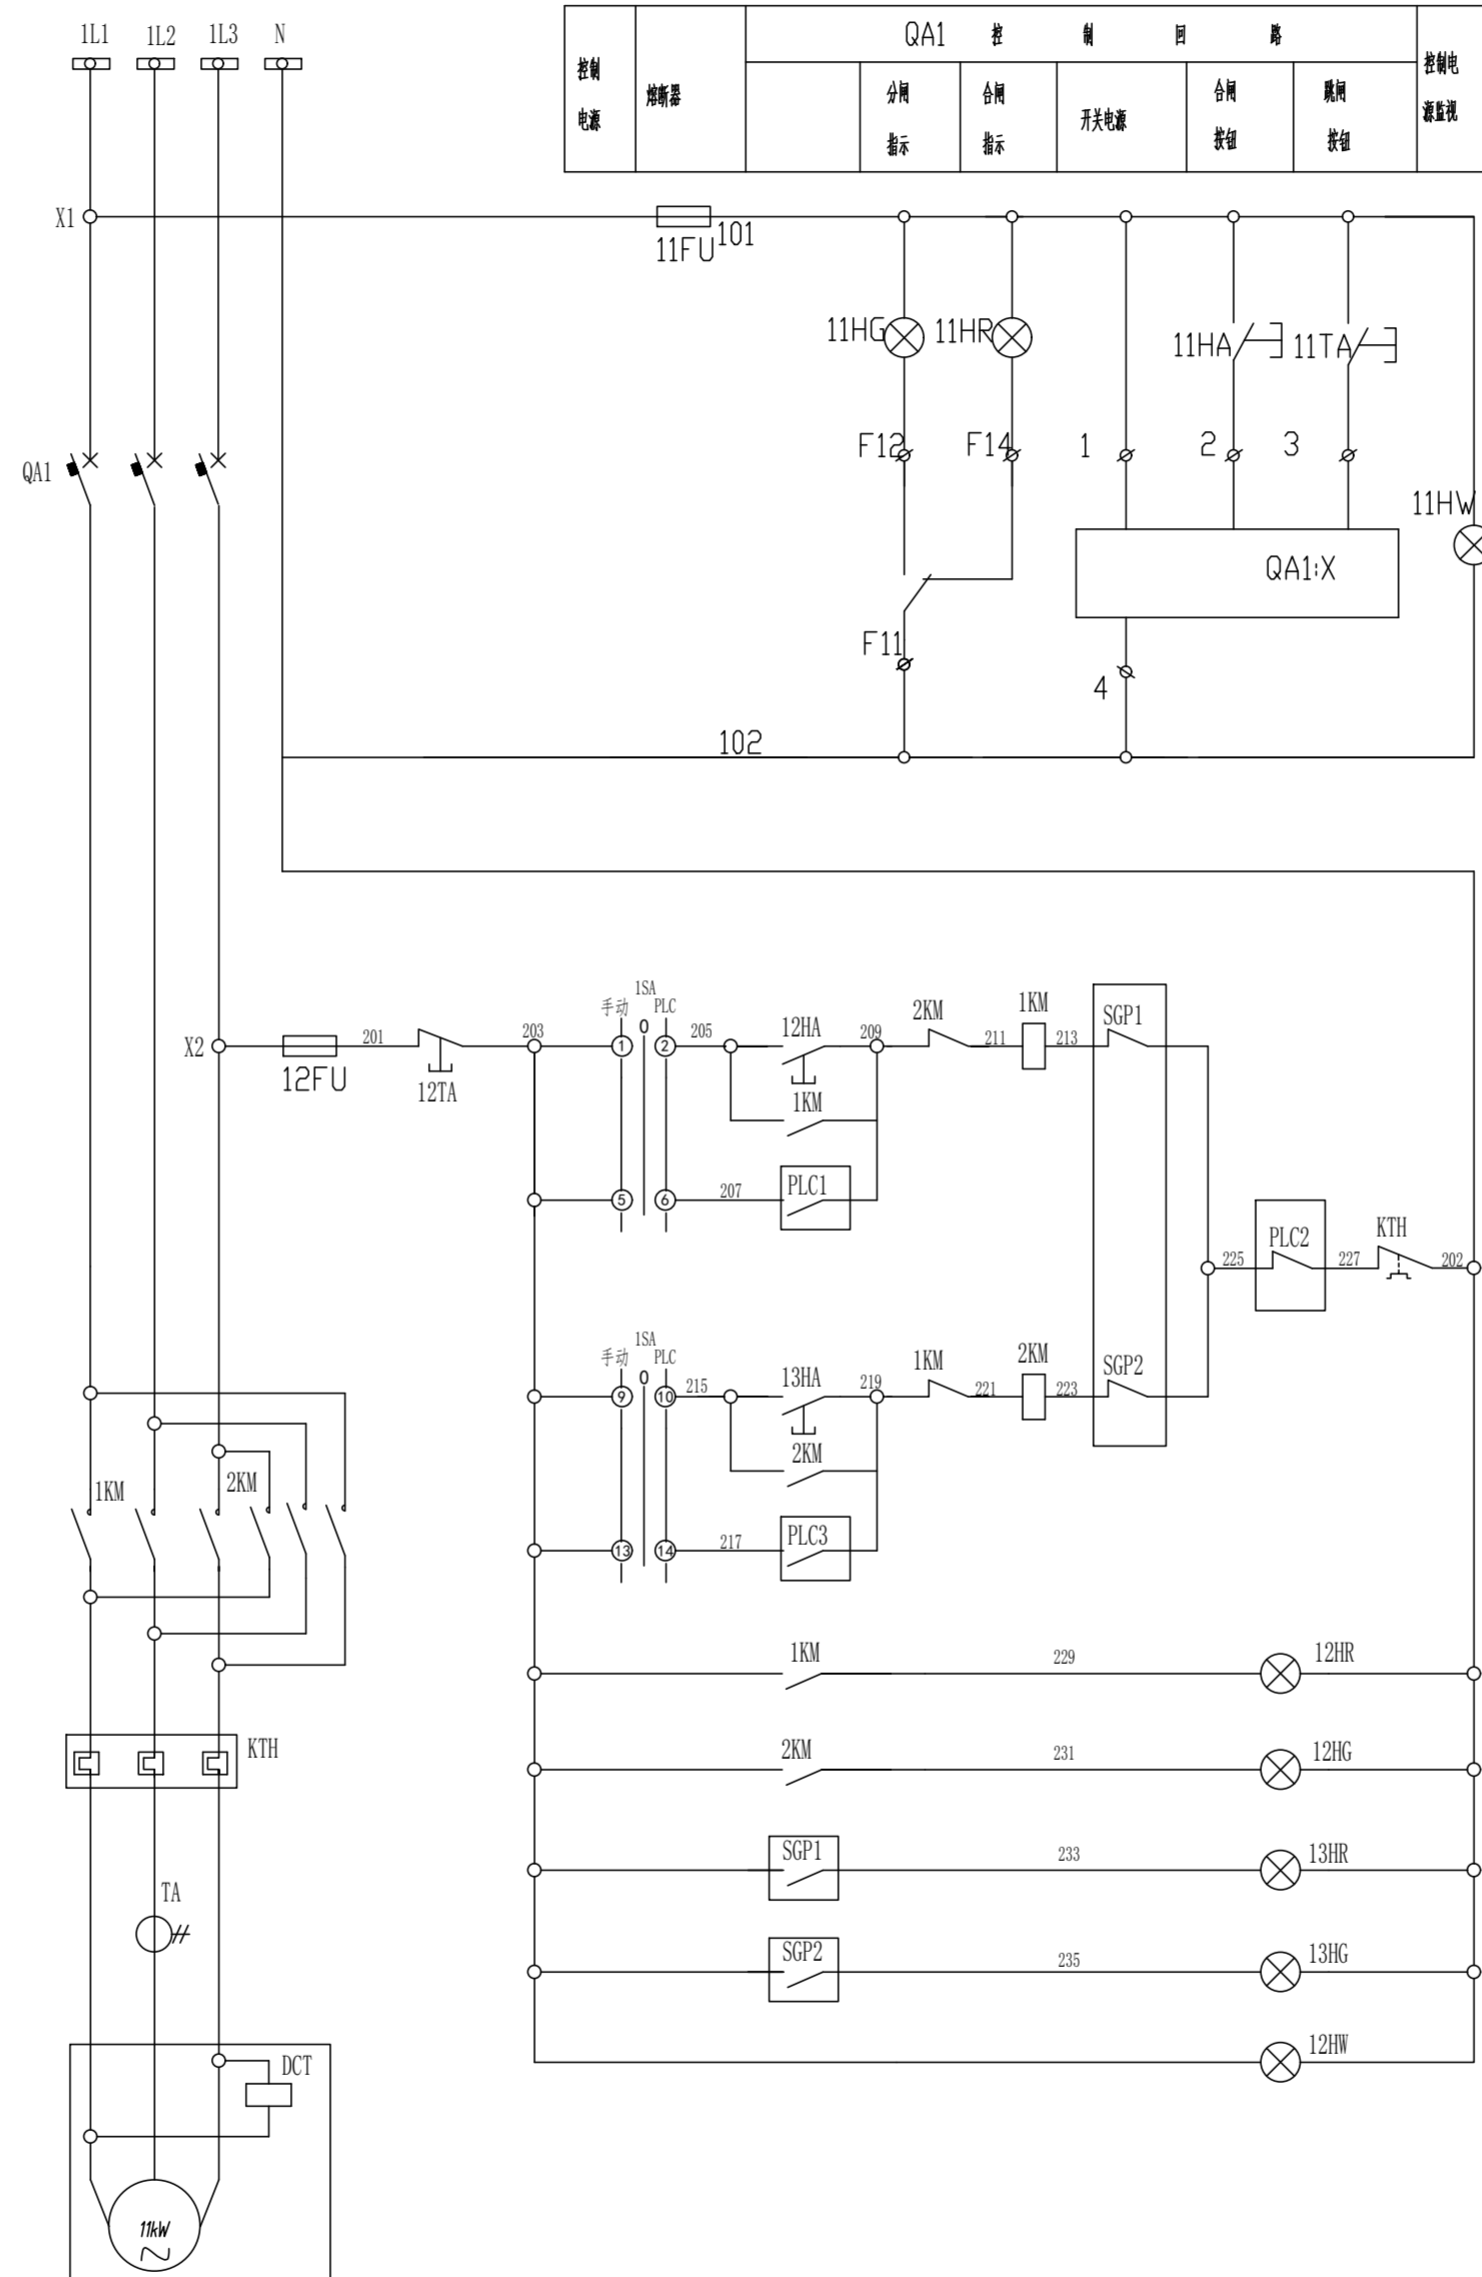 1L1 1L2 1L3 N
控制
电源
熔断器
QA1 控制回路
分闸
指示
合闸
指示
开关电源
合闸
按钮
跳闸
按钮
控制电
源监视
X1
11FU
101
11HG
11HR
11HA
11TA
F12
F14
1
2
3
QA1
11HW
QA1:X
F11
4
102
X2
12FU
201
12TA
203
手动
1SA
0
PLC
1
2
205
12HA
209
2KM
211
1KM
213
SGP1
1KM
5
6
207
PLC1
225
PLC2
227
KTH
202
手动
1SA
0
PLC
9
10
215
13HA
219
1KM
221
2KM
223
SGP2
2KM
13
14
217
PLC3
1KM
2KM
1KM
229
12HR
KTH
2KM
231
12HG
SGP1
233
13HR
TA
SGP2
235
13HG
DCT
12HW
11kW